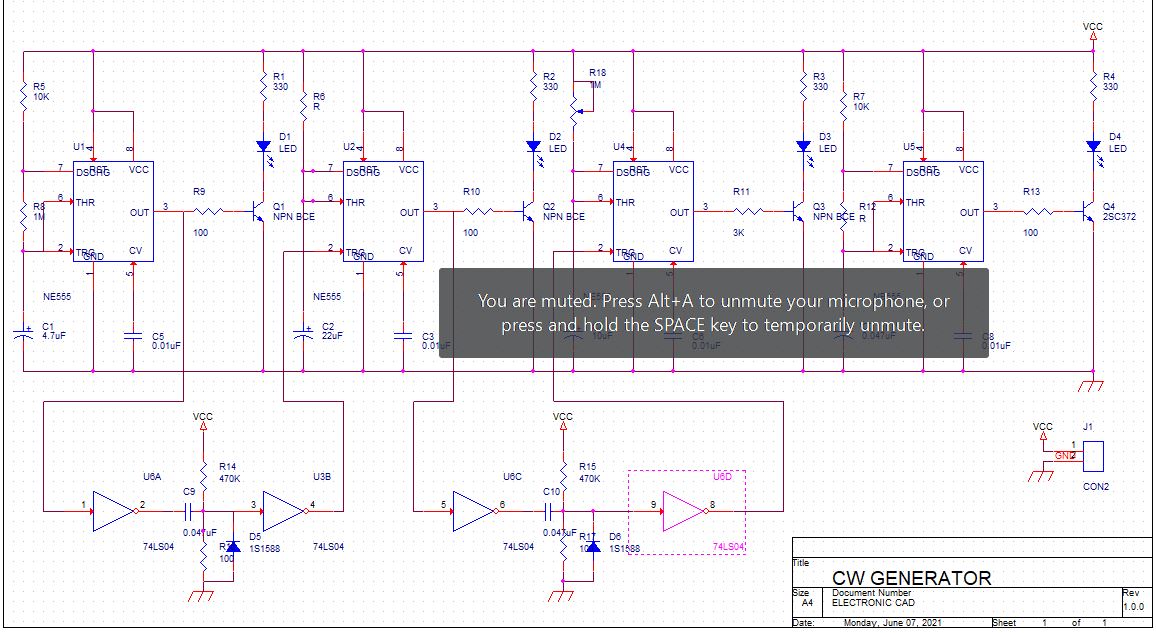 VCC
R5
10K
R1
330
R6
R
R2
330
R18
1M
R3
330
R7
10K
R4
330
D1
LED
D2
LED
D3
LED
D4
LED
U1
4
8
7
DSCHG
RST
VCC
6
THR
OUT
3
2
TRG
GND
CV
1
5
NE555
R8
1M
R9
100
Q1
NPN BCE
U2
4
8
7
DSCHG
RST
VCC
6
THR
OUT
3
2
TRG
GND
CV
1
5
NE555
R10
100
Q2
NPN BCE
U4
4
8
7
DSCHG
RST
VCC
6
THR
OUT
3
2
TRG
GND
CV
R11
3K
Q3
NPN BCE
R12
R
U5
4
8
7
DSCHG
RST
VCC
6
THR
OUT
3
2
TRG
GND
CV
R13
100
Q4
2SC372
You are muted. Press Alt+A to unmute your microphone, or
press and hold the SPACE key to temporarily unmute.
C1
4.7uF
C5
0.01uF
C2
22uF
C3
0.01uF
10uF
0.01uF
0.047uF
C8
0.01uF
VCC
R14
470K
U6A
1
2
74LS04
C9
0.047uF
D5
1S1588
100
U3B
3
4
74LS04
VCC
R15
470K
U6C
5
6
74LS04
C10
0.047uF
R17
D6
1S1588
U6D
9
8
74LS04
VCC
J1
1
GND
2
CON2
Title
CW GENERATOR
Size
A4
Document Number
ELECTRONIC CAD
Rev
1.0.0
Date:
Monday, June 07, 2021
Sheet
1
of
1